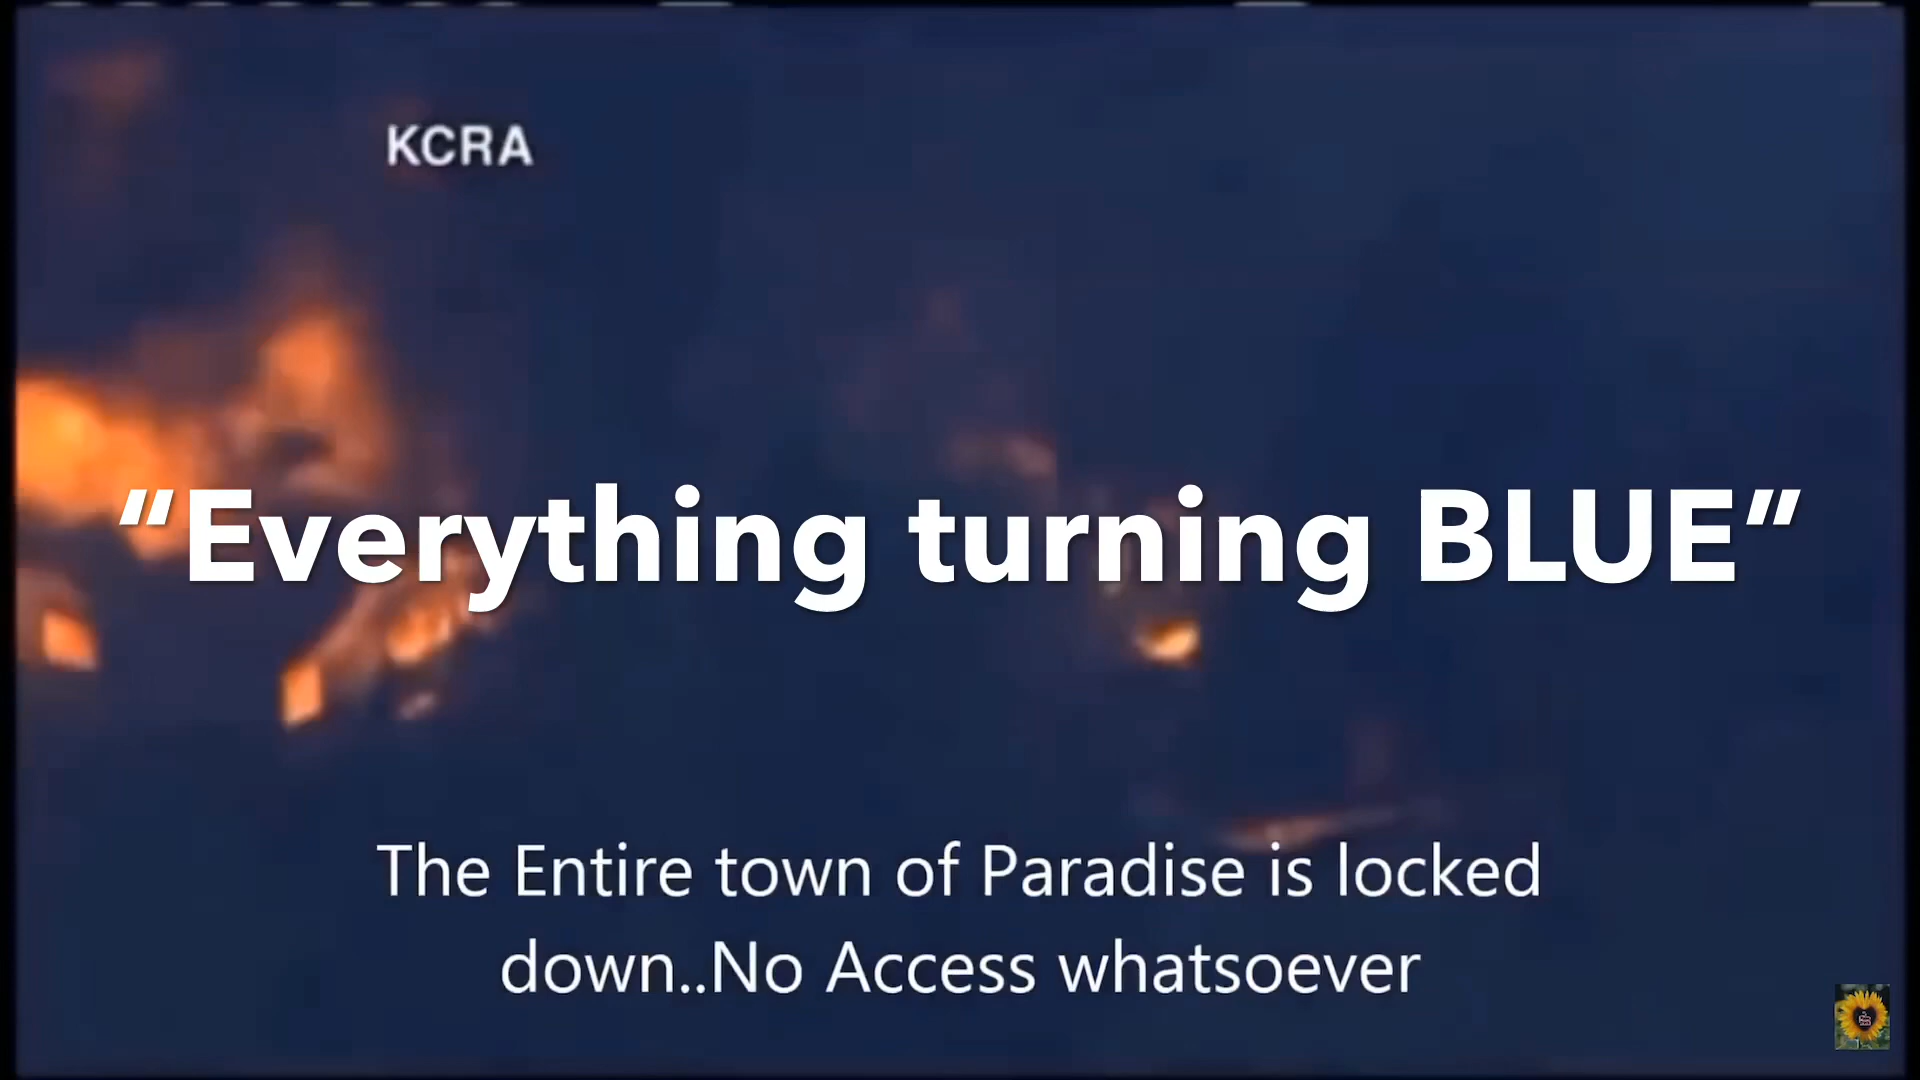 KCRA
“Everything turning BLUE”
The Entire town of Paradise is locked
down..No Access whatsoever